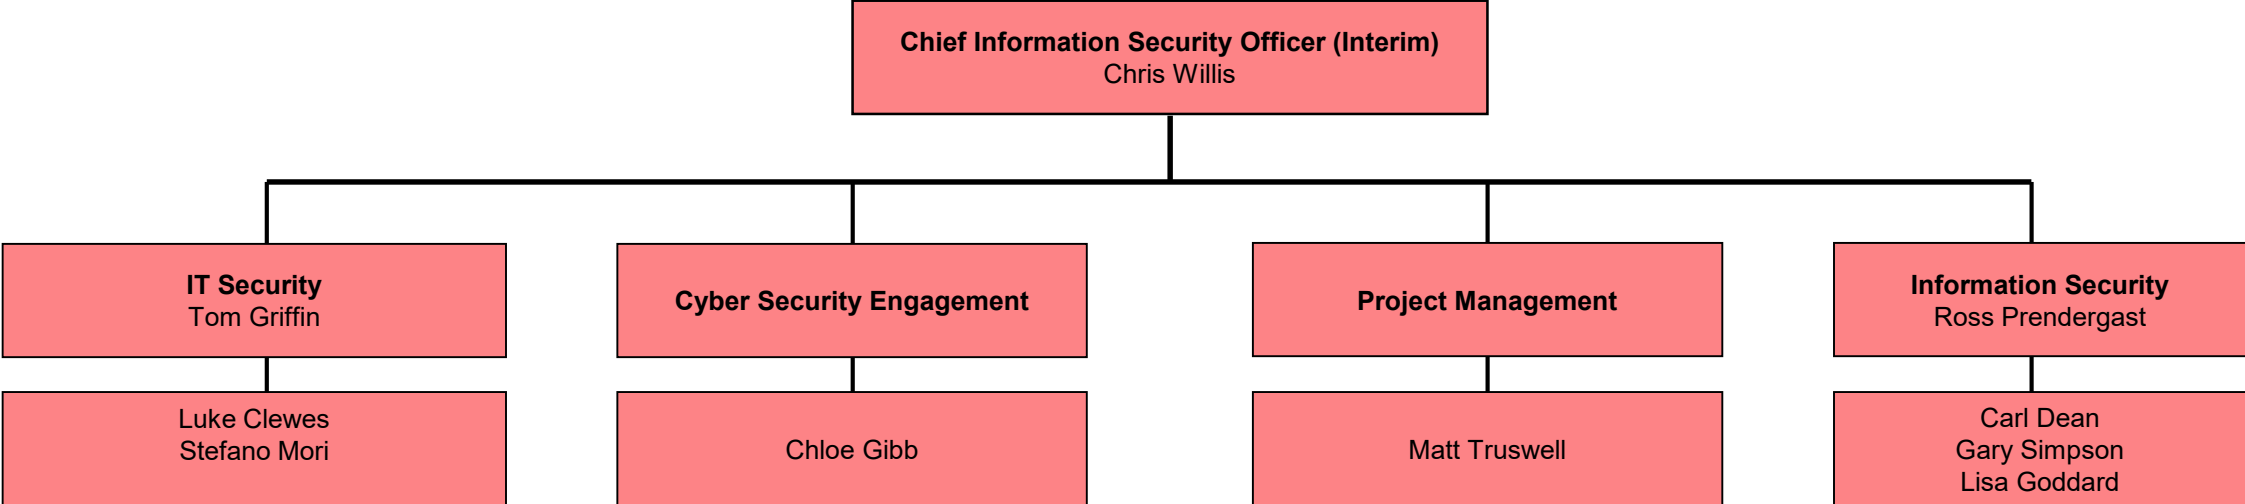 Chief Information Security Officer (Interim)
Chris Willis
IT Security
Tom Griffin
Cyber Security Engagement
Project Management
Information Security
Ross Prendergast
Luke Clewes
Stefano Mori
Chloe Gibb
Matt Truswell
Carl Dean
Gary Simpson
Lisa Goddard